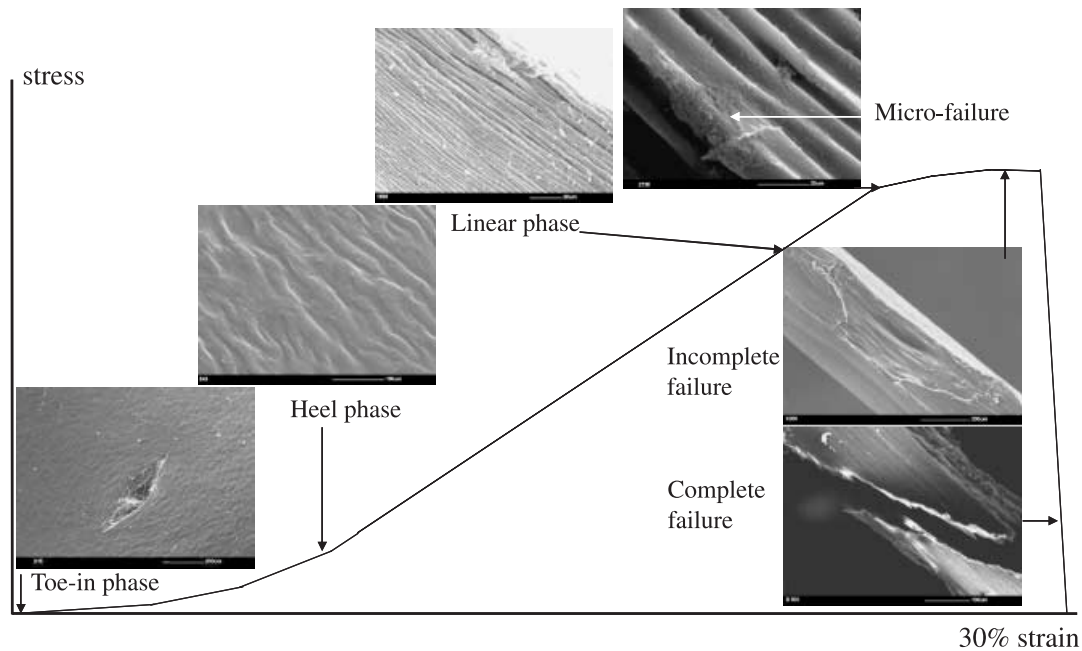 stress
Micro-failure
Linear phase
Heel phase
Incomplete
failure
Complete
failure
Toe-in phase
30% strain